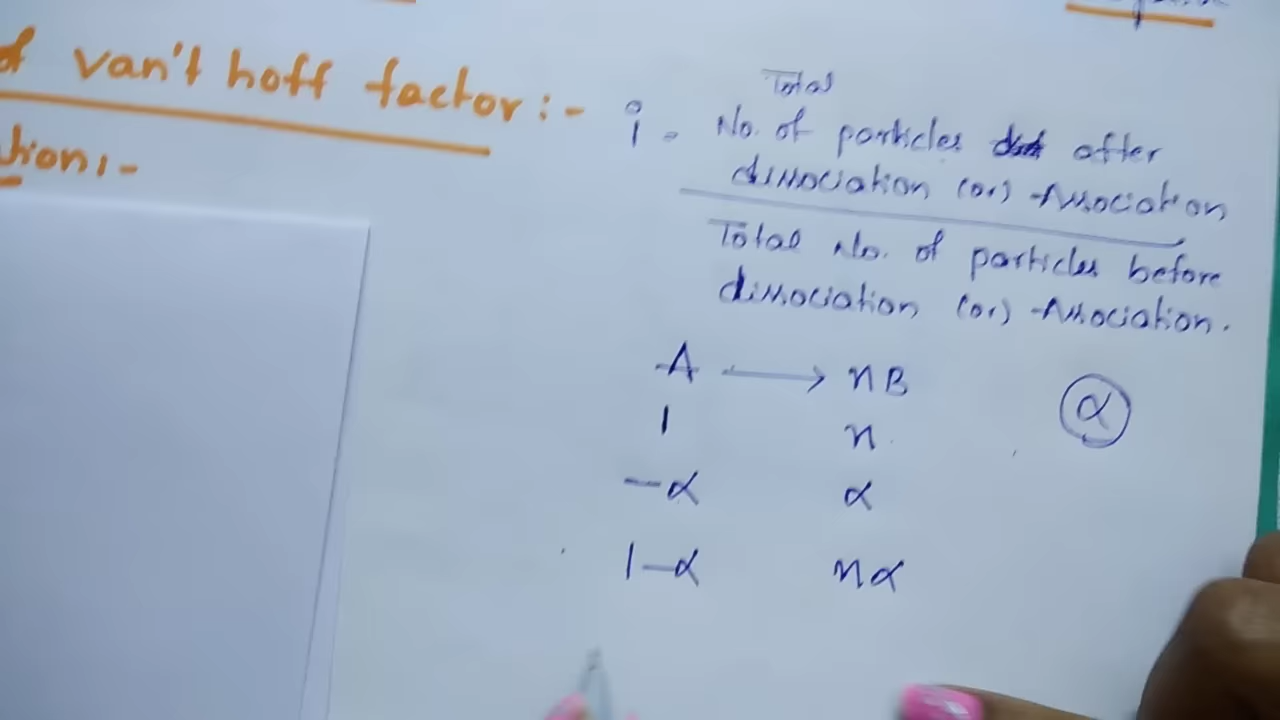 of van't hoff factor:-
tion:-
Total
i = No. of particles after
dissociation (or) Association
Total No. of particles before
dissociation (or) Association.
A → nB
α
1 n
-α α
1-α nα